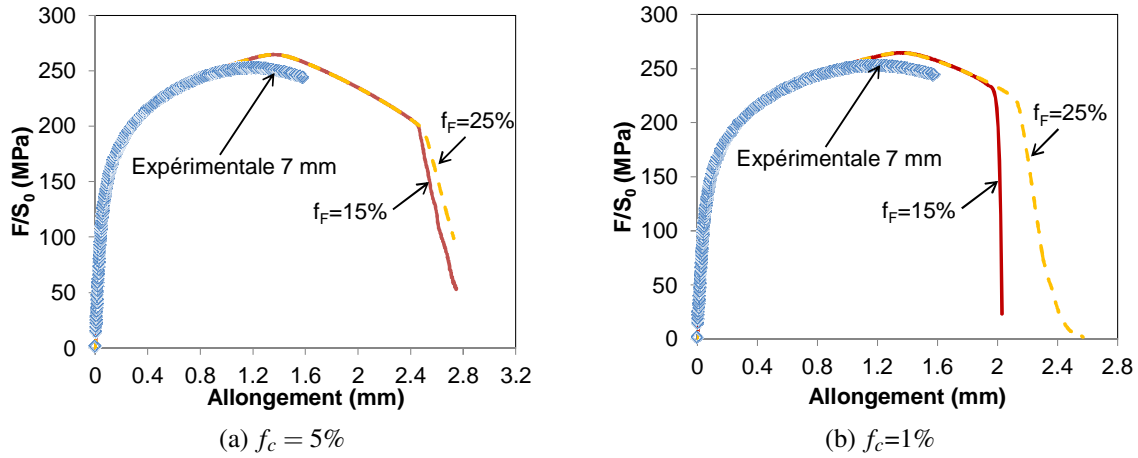 300
250
200
150
100
50
0
F/S0 (MPa)
Expérimentale 7 mm
fF=25%
fF=15%
0 0.4 0.8 1.2 1.6 2 2.4 2.8 3.2
Allongement (mm)
(a) fc = 5%
300
250
200
150
100
50
0
F/S0 (MPa)
fF=25%
Expérimentale 7 mm
fF=15%
0 0.4 0.8 1.2 1.6 2 2.4 2.8
Allongement (mm)
(b) fc=1%